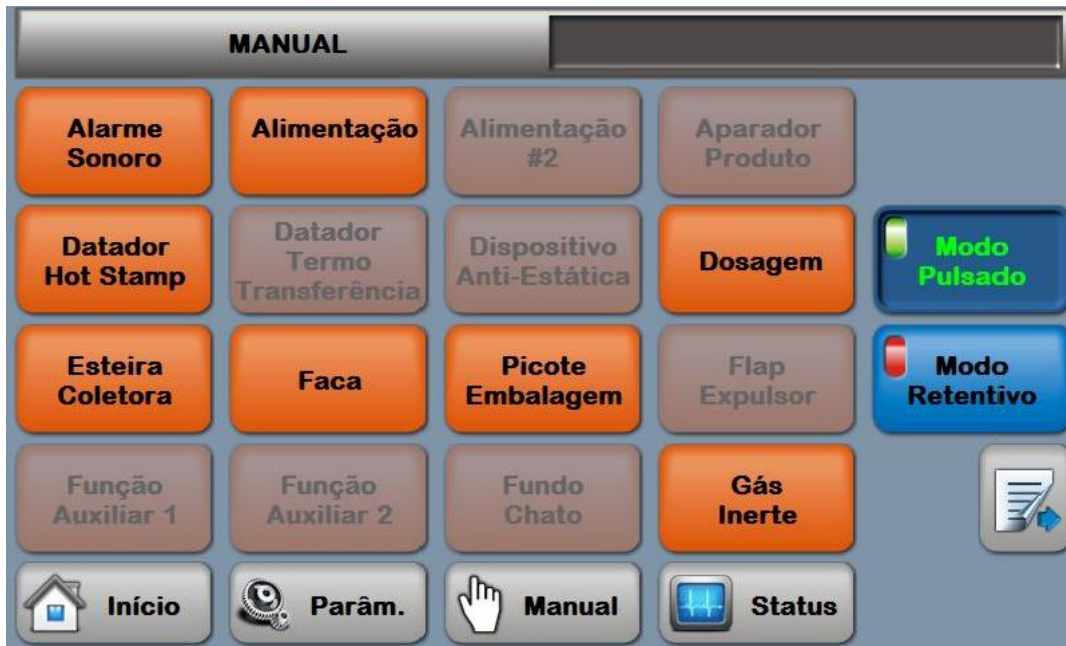 MANUAL
Alarme
Sonoro
Alimentação
Alimentação
#2
Aparador
Produto
Datador
Hot Stamp
Datador
Termo
Transferência
Dispositivo
Anti-Estática
Dosagem
Modo
Pulsado
Esteira
Coletora
Faca
Picote
Embalagem
Flap
Expulsor
Modo
Retentivo
Função
Auxiliar 1
Função
Auxiliar 2
Fundo
Chato
Gás
Inerte
Início
Parâm.
Manual
Status